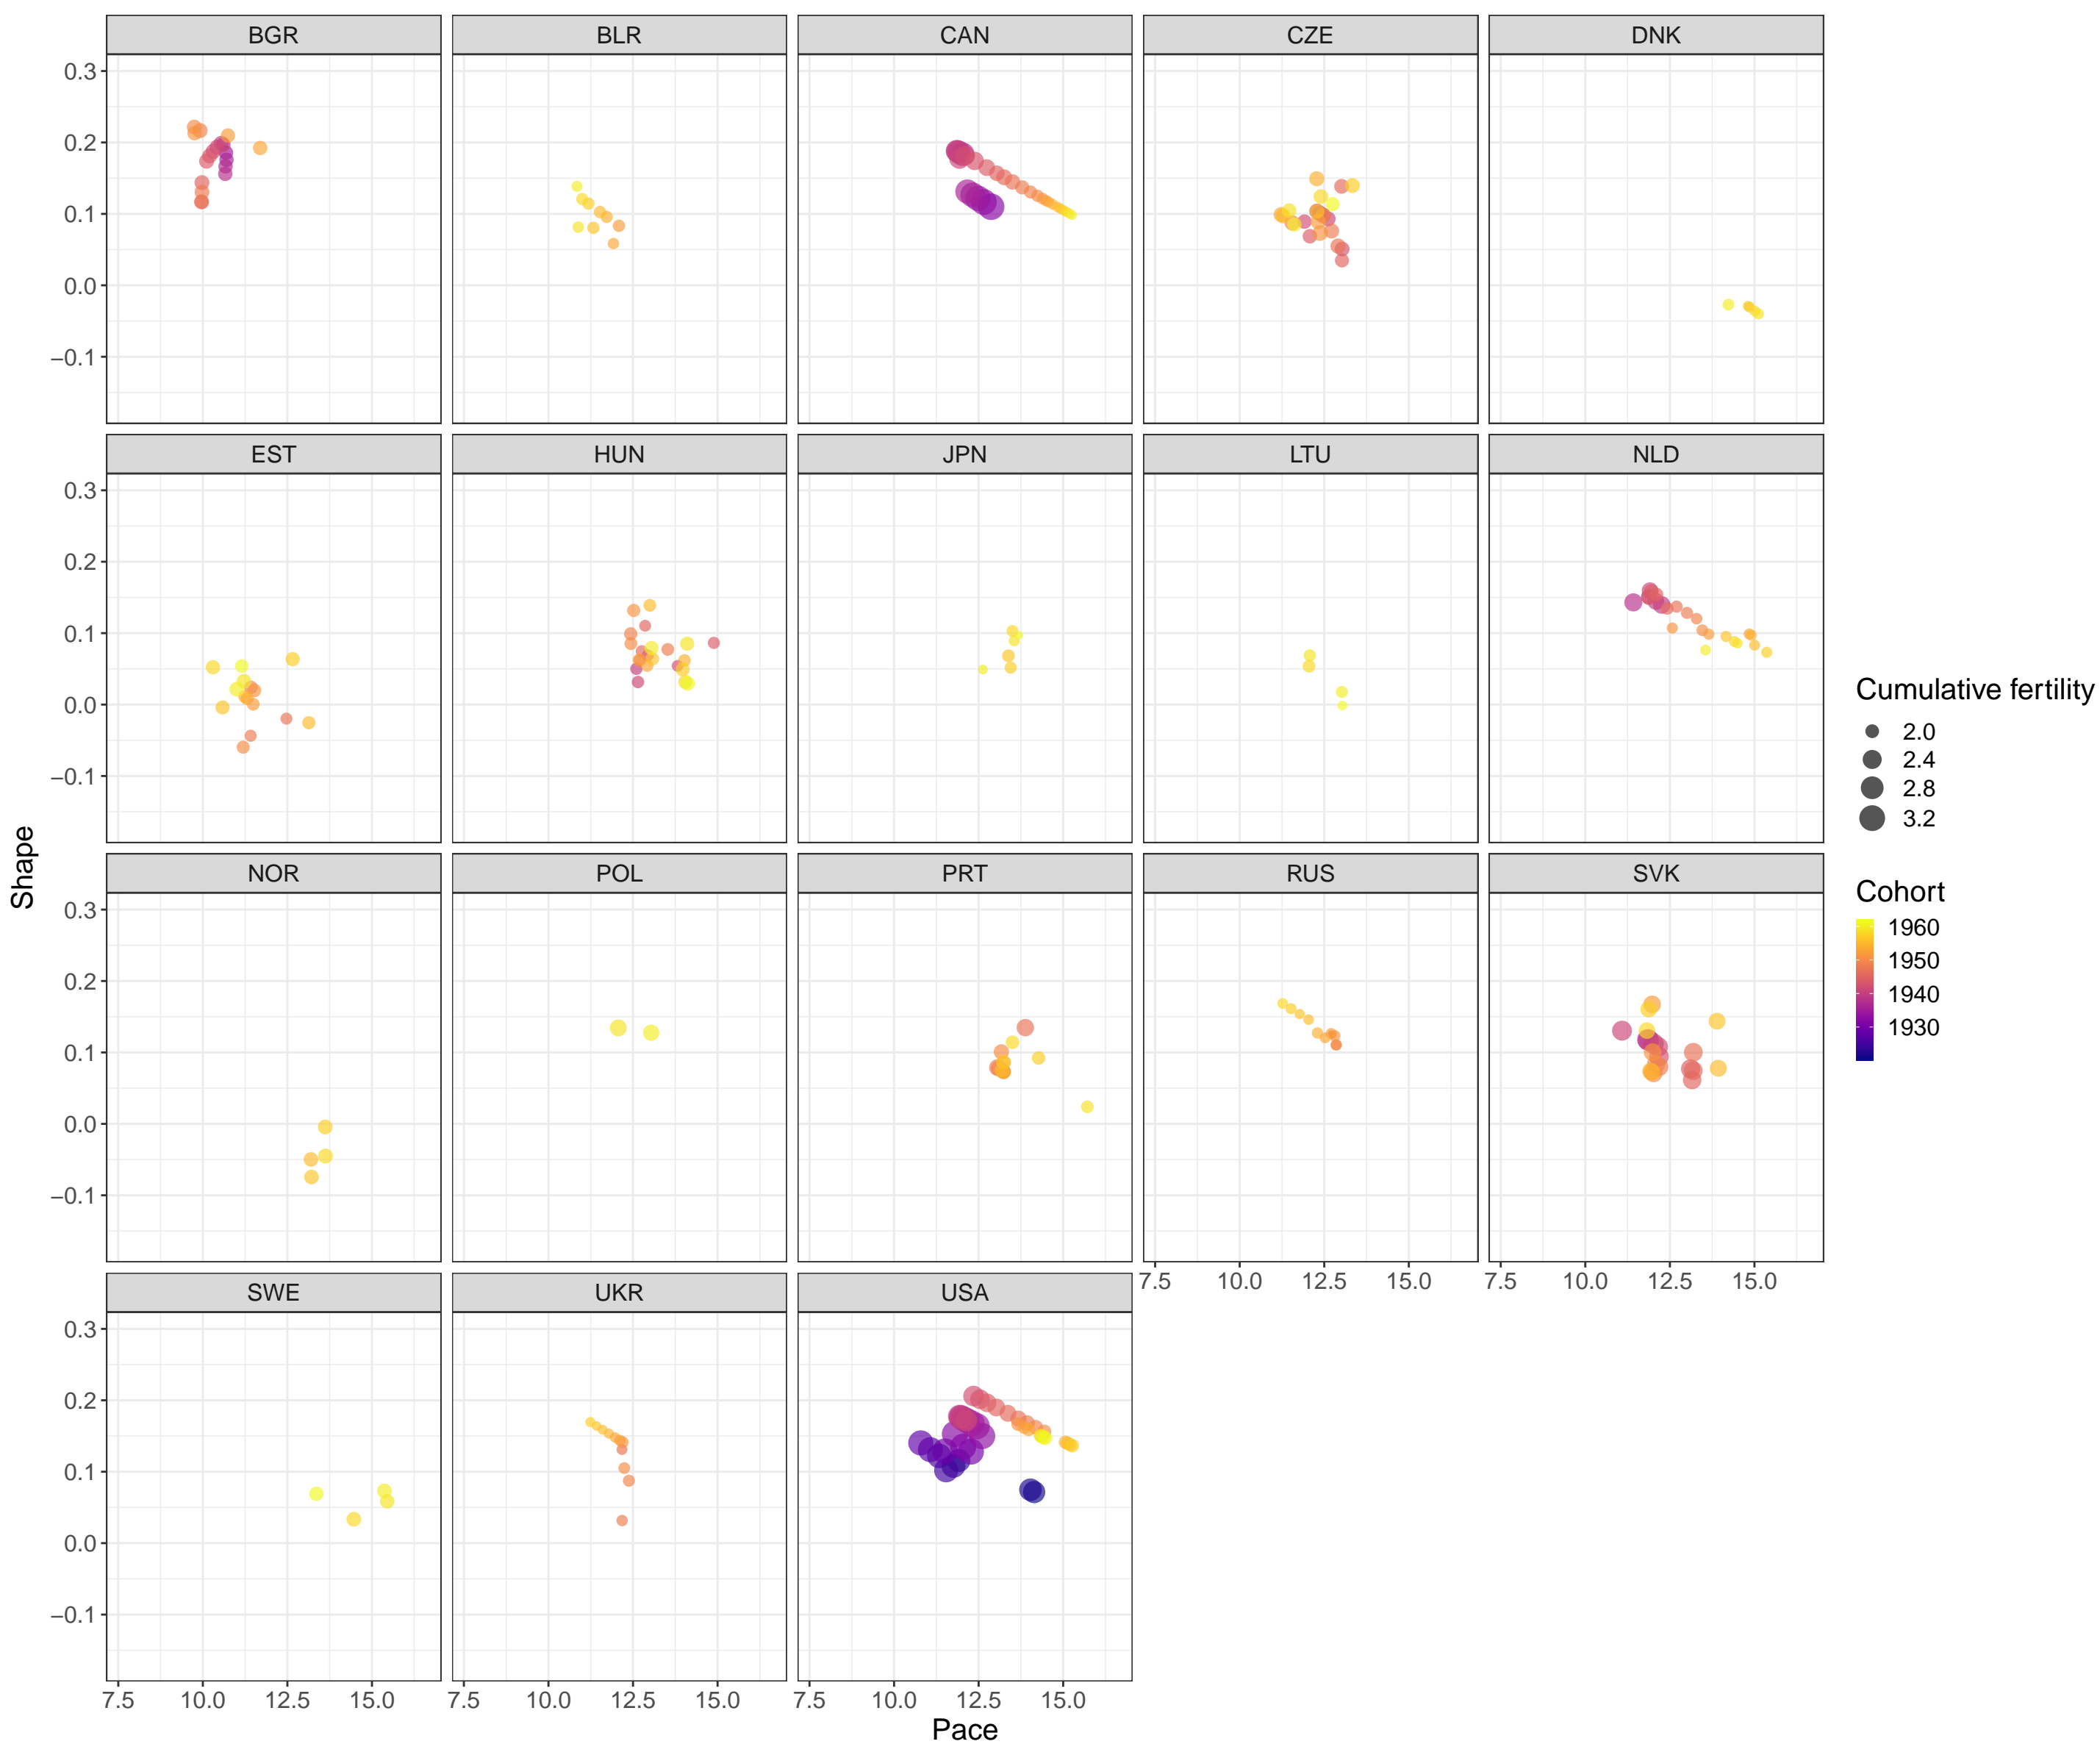 BGR BLR CAN CZE DNK
0.3
0.2
0.1
0.0
−0.1
EST HUN JPN LTU NLD
0.3
0.2
0.1
0.0
−0.1
NOR POL PRT RUS SVK
0.3
0.2
0.1
0.0
−0.1
7.5 10.0 12.5 15.0 7.5 10.0 12.5 15.0
SWE UKR USA
0.3
0.2
0.1
0.0
−0.1
7.5 10.0 12.5 15.0 7.5 10.0 12.5 15.0 7.5 10.0 12.5 15.0
Pace
Shape
Cumulative fertility
2.0
2.4
2.8
3.2
Cohort
1960
1950
1940
1930